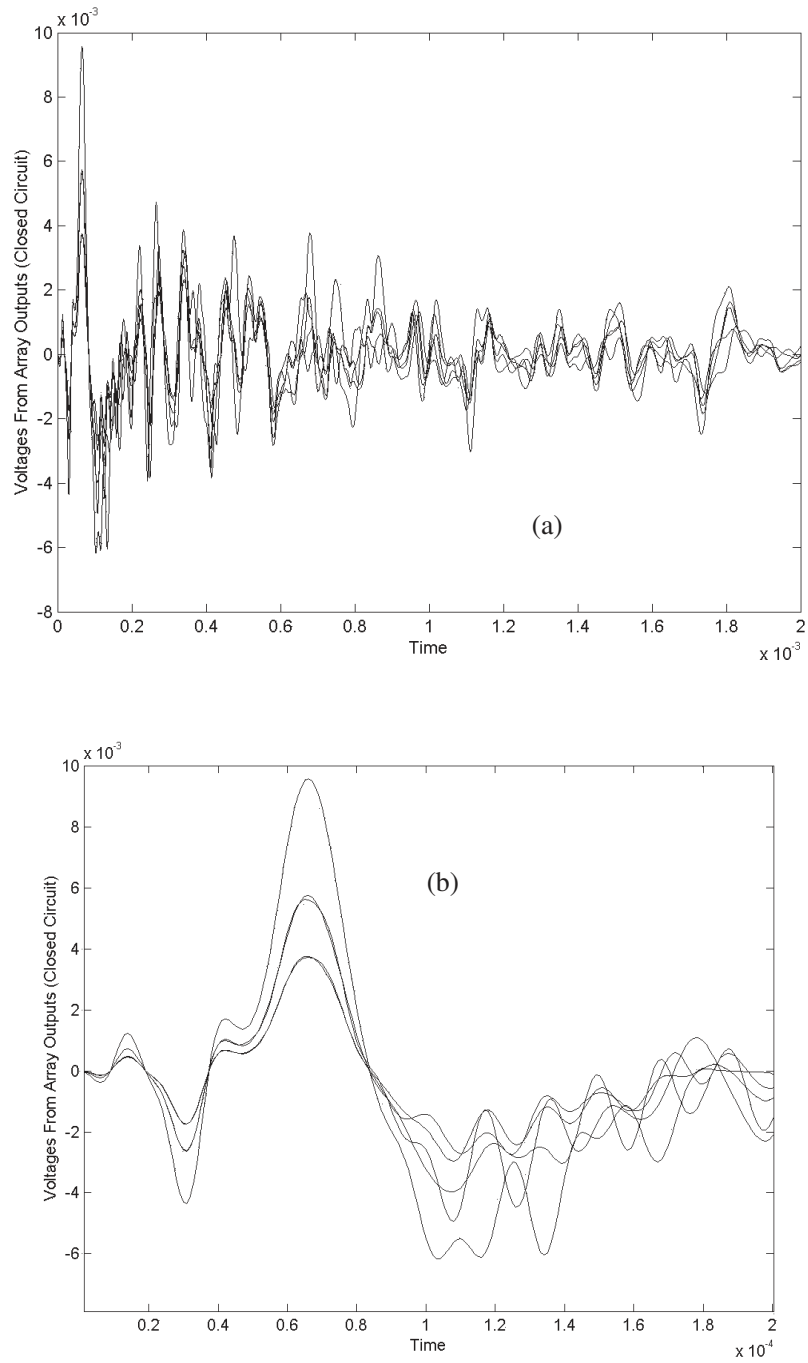 x 10-3
10
8
6
4
2
0
-2
-4
-6
-8
Voltages From Array Outputs (Closed Circuit)
(a)
0 0.2 0.4 0.6 0.8 1 1.2 1.4 1.6 1.8 2
Time
x 10-3
x 10-3
10
8
6
4
2
0
-2
-4
-6
Voltages From Array Outputs (Closed Circuit)
(b)
0.2 0.4 0.6 0.8 1 1.2 1.4 1.6 1.8 2
Time
x 10-4